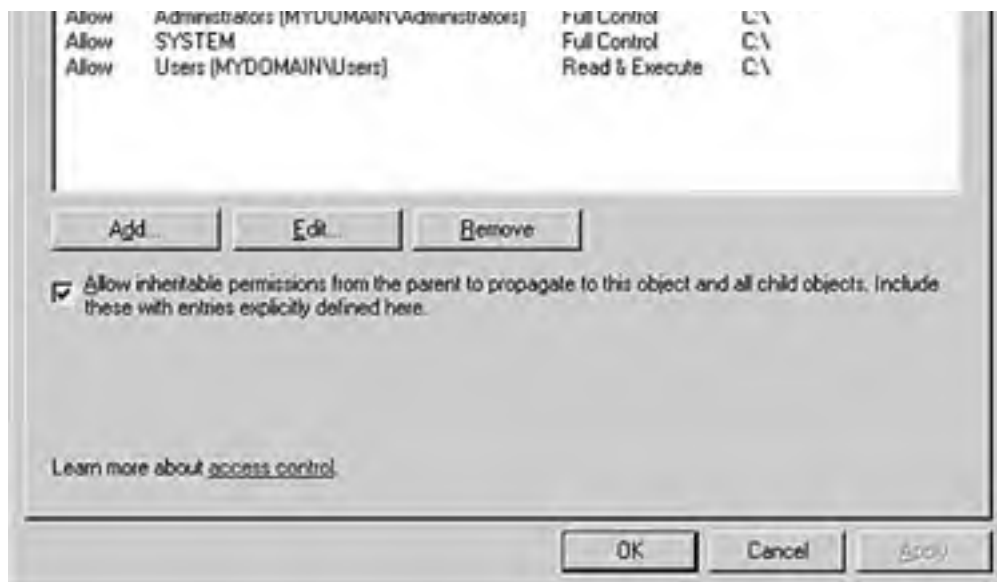 Allow Administrators (MYDOMAIN\Administrators) Full Control C:\
Allow SYSTEM Full Control C:\
Allow Users (MYDOMAIN\Users) Read & Execute C:\
Add... Edit... Remove
Allow inheritable permissions from the parent to propagate to this object and all child objects. Include
these with entries explicitly defined here.
Learn more about access control.
OK Cancel Apply